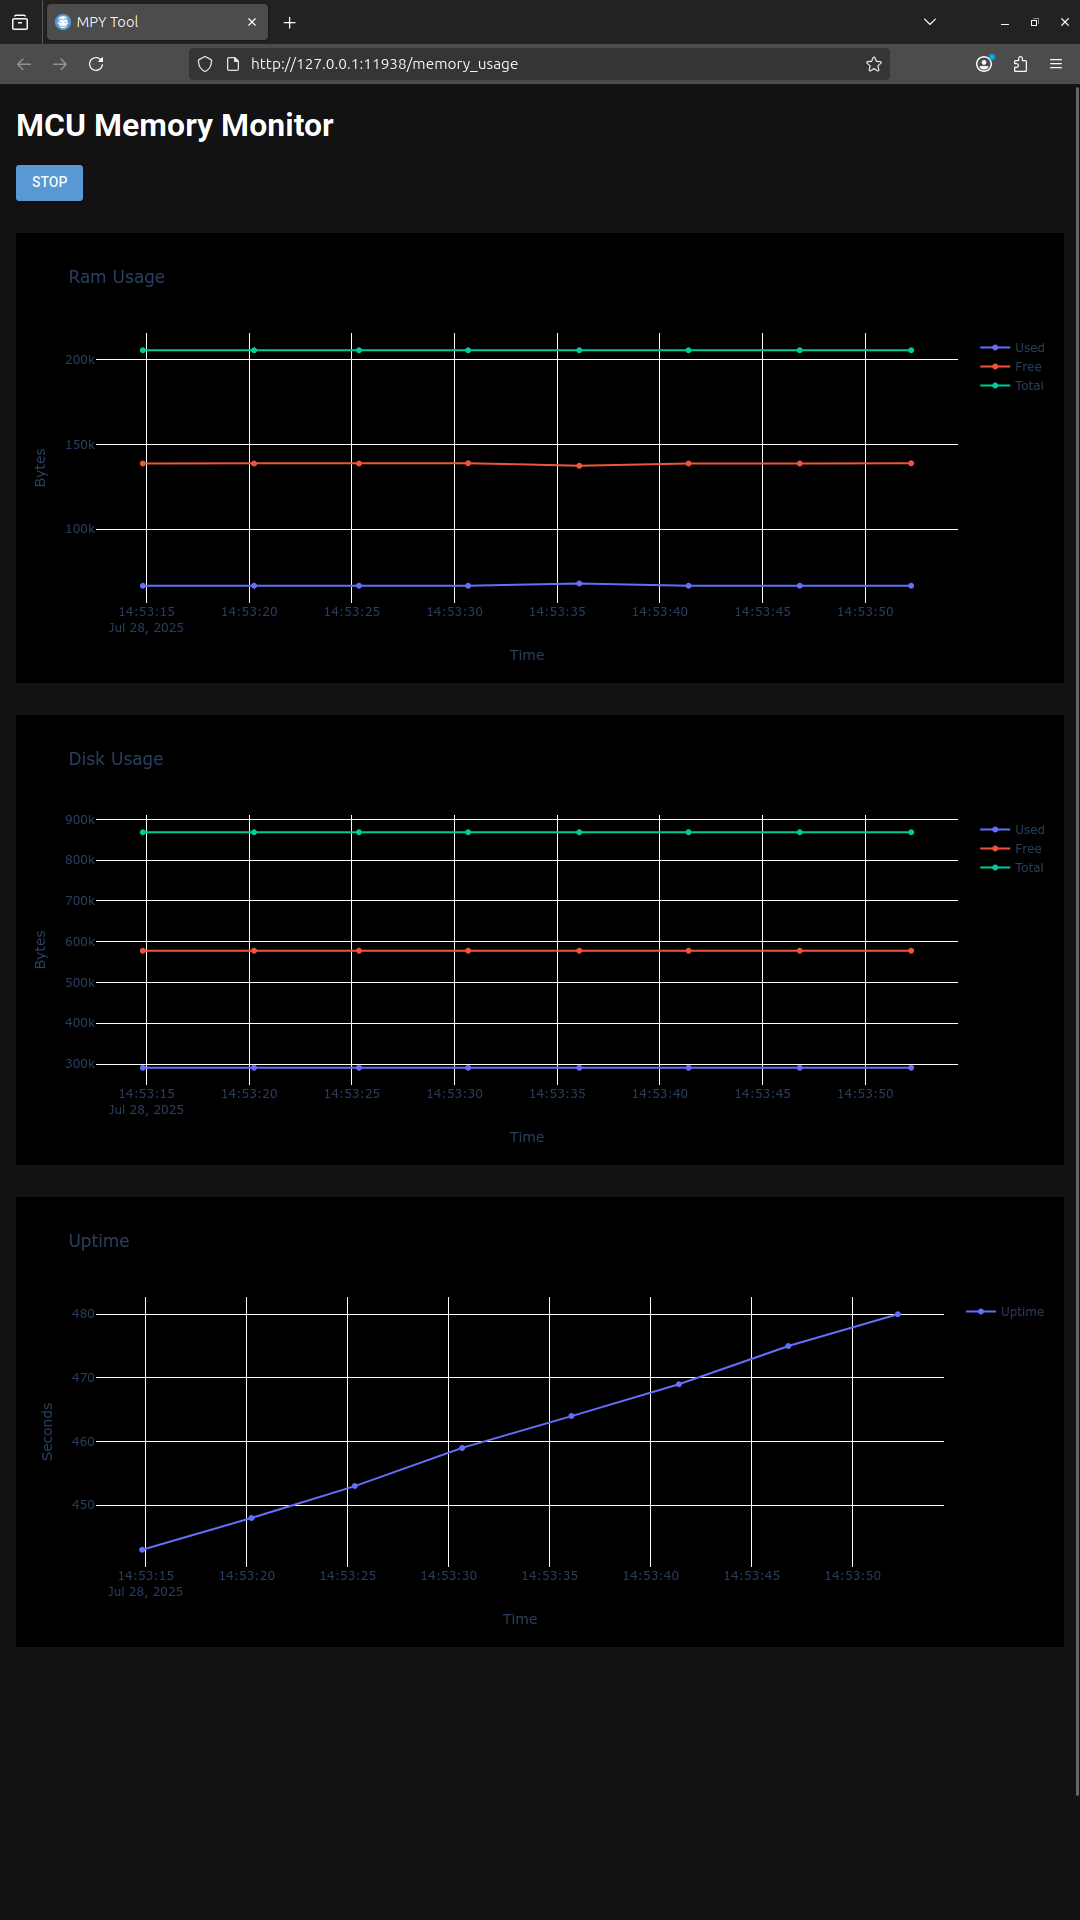 MPY Tool
http://127.0.0.1:11938/memory_usage
MCU Memory Monitor
STOP
Ram Usage
200k
150k
100k
Bytes
Used
Free
Total
14:53:15 14:53:20 14:53:25 14:53:30 14:53:35 14:53:40 14:53:45 14:53:50
Jul 28, 2025
Time
Disk Usage
900k
800k
700k
600k
500k
400k
300k
Bytes
Used
Free
Total
14:53:15 14:53:20 14:53:25 14:53:30 14:53:35 14:53:40 14:53:45 14:53:50
Jul 28, 2025
Time
Uptime
480
470
460
450
Seconds
Uptime
14:53:15 14:53:20 14:53:25 14:53:30 14:53:35 14:53:40 14:53:45 14:53:50
Jul 28, 2025
Time